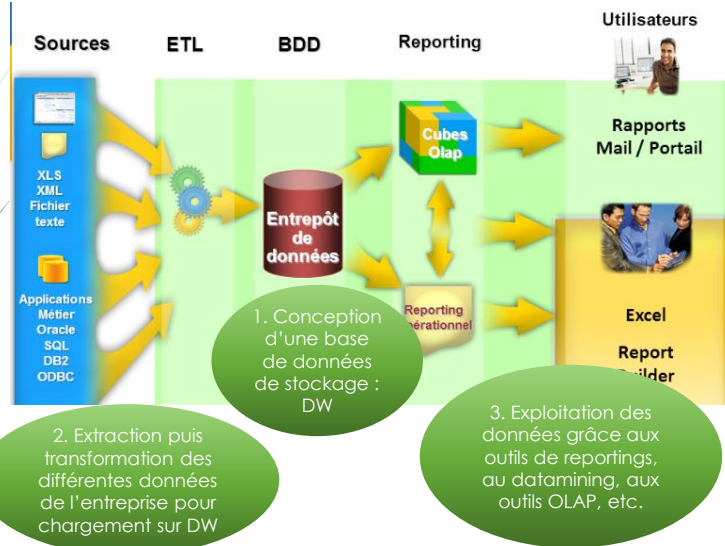 Sources
ETL
BDD
Reporting
Utilisateurs
XLS
XML
Fichier
texte
Applications
Métier
Oracle
SQL
DB2
ODBC
Entrepôt
de
données
Cubes
Olap
Reporting
Rapports
Mail / Portail
Excel
Report
1. Conception
d'une base
de données
de stockage :
DW
2. Extraction puis
transformation des
différentes données
de l'entreprise pour
chargement sur DW
3. Exploitation des
données grâce aux
outils de reportings,
au datamining, aux
outils OLAP, etc.